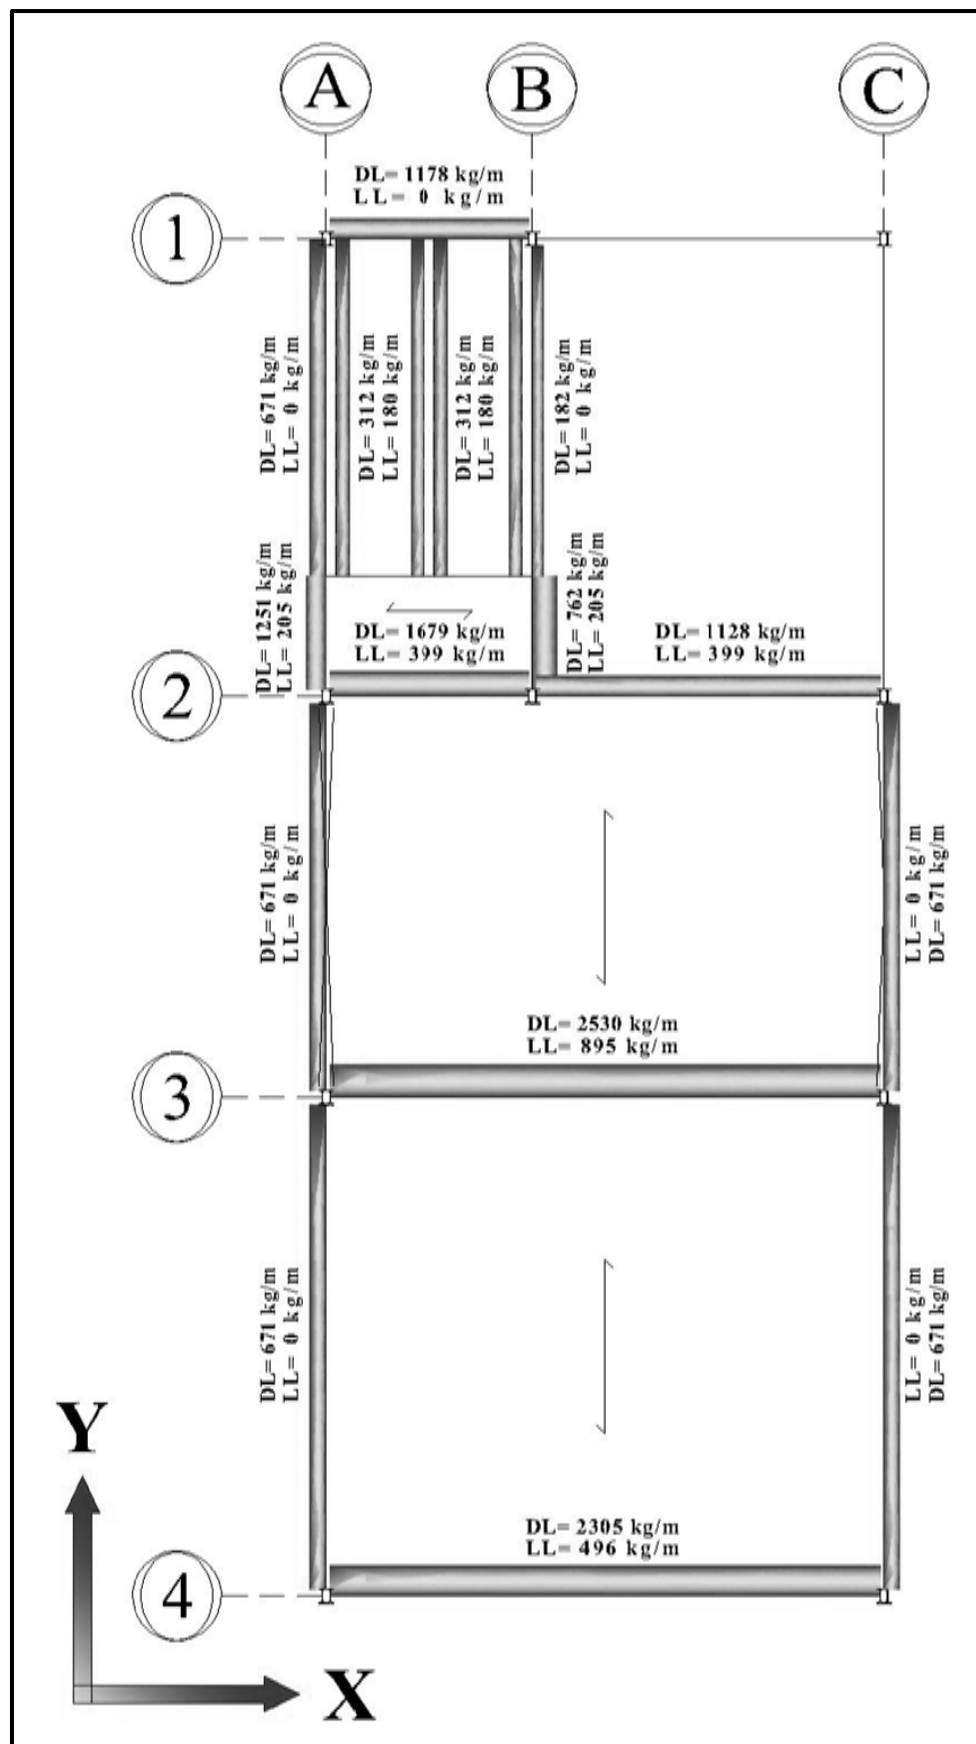 A
B
C
DL= 1178 kg/m
LL= 0 kg/m
1
DL= 671 kg/m
LL= 0 kg/m
DL= 312 kg/m
LL= 180 kg/m
DL= 312 kg/m
LL= 180 kg/m
DL= 182 kg/m
LL= 0 kg/m
DL= 1251 kg/m
LL= 205 kg/m
DL= 1679 kg/m
LL= 399 kg/m
DL= 762 kg/m
LL= 205 kg/m
DL= 1128 kg/m
LL= 399 kg/m
2
DL= 671 kg/m
LL= 0 kg/m
LL= 0 kg/m
DL= 671 kg/m
DL= 2530 kg/m
LL= 895 kg/m
3
DL= 671 kg/m
LL= 0 kg/m
LL= 0 kg/m
DL= 671 kg/m
Y
DL= 2305 kg/m
LL= 496 kg/m
4
X